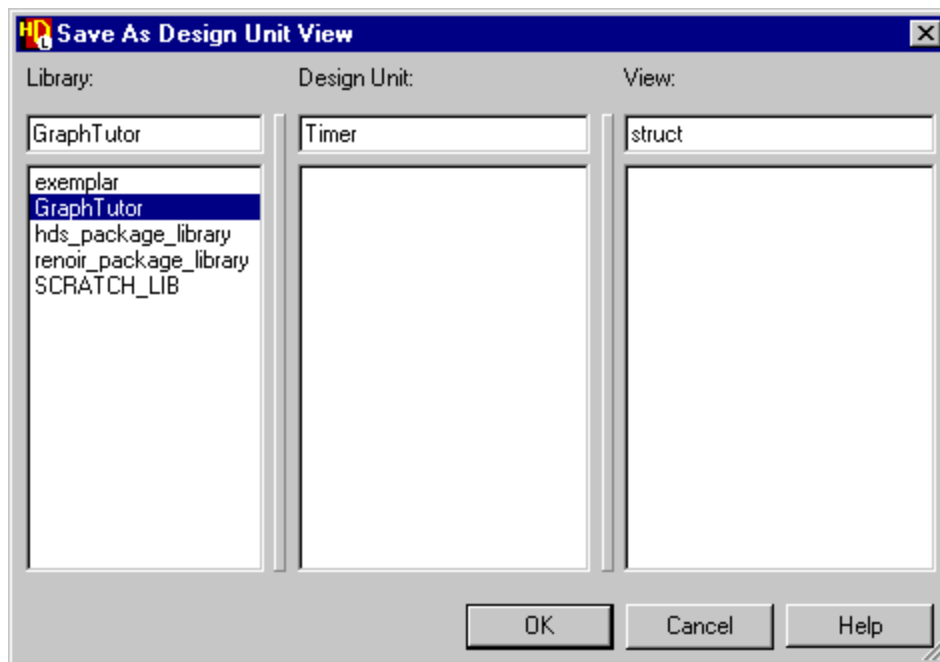 HD Save As Design Unit View
L
Library: Design Unit: View:
GraphTutor Timer struct
exemplar
GraphTutor
hds_package_library
renoir_package_library
SCRATCH_LIB
OK Cancel Help